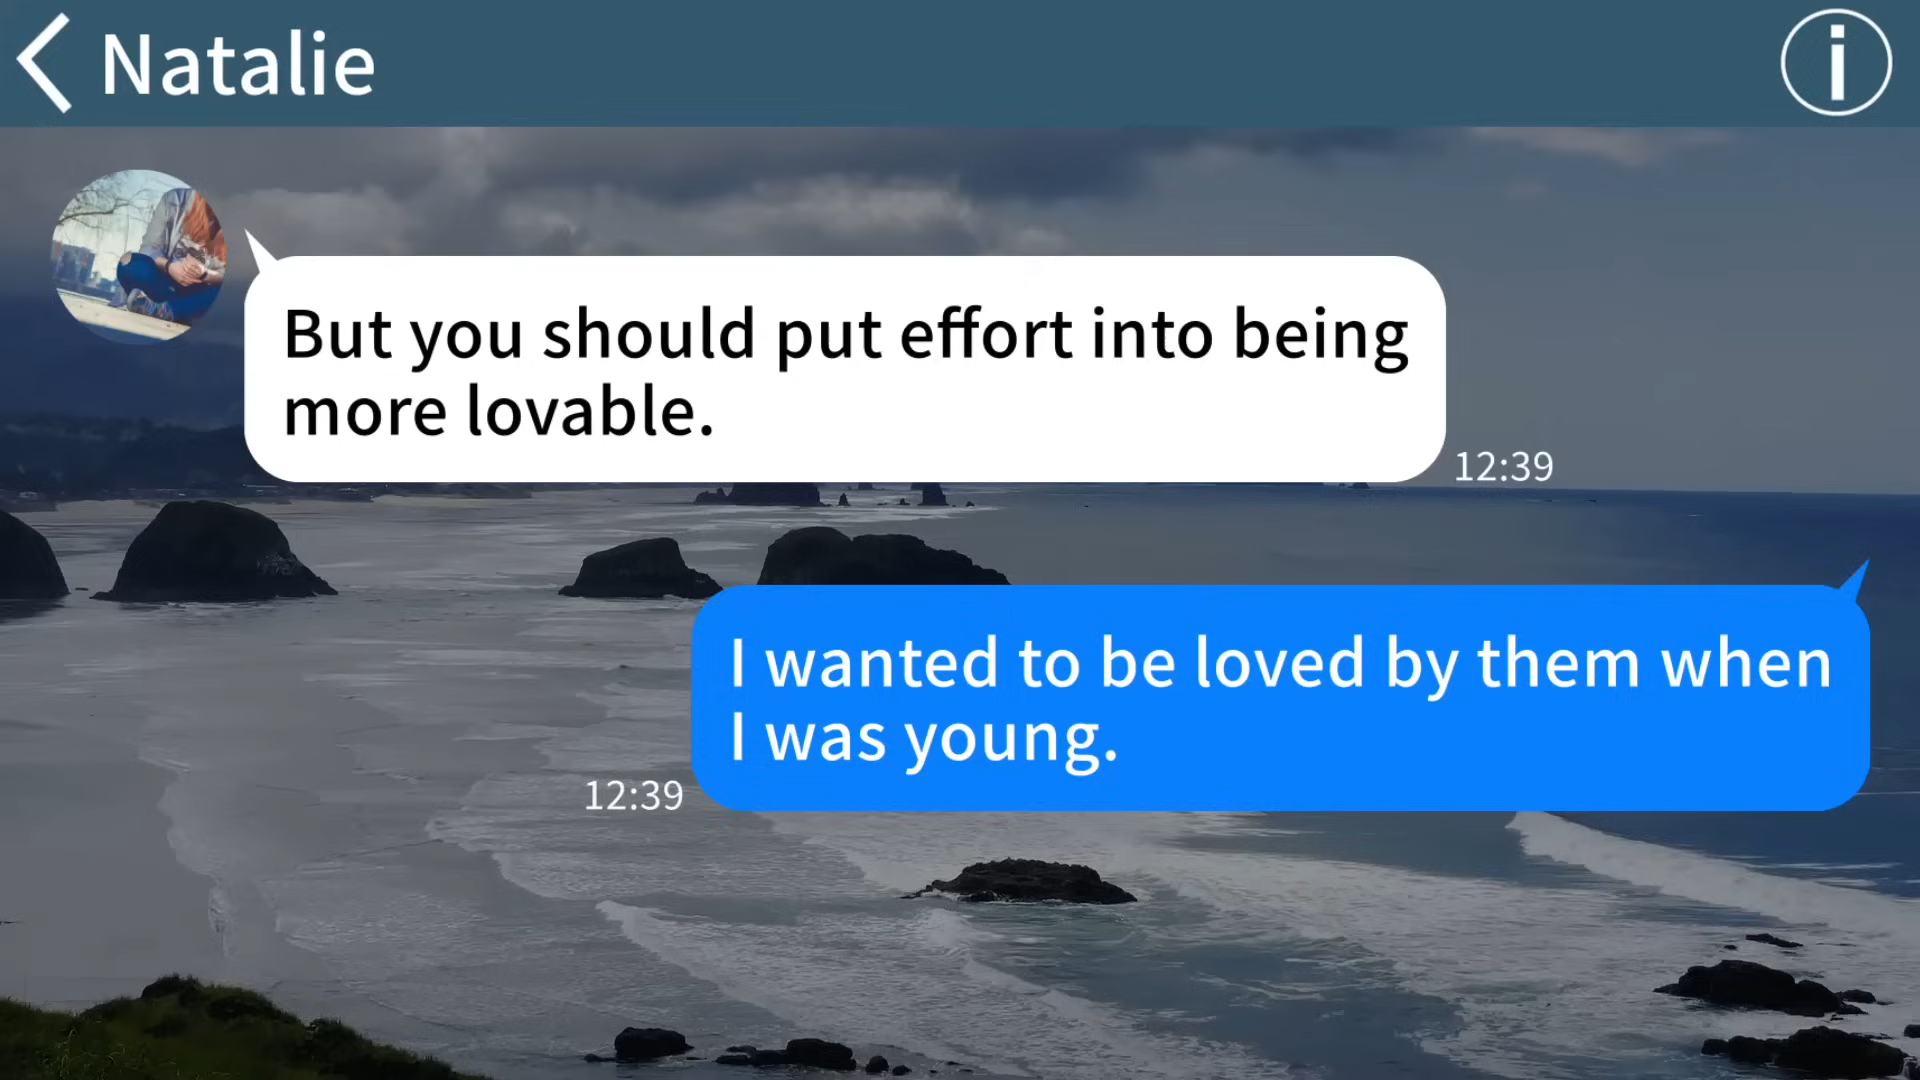 Natalie
But you should put effort into being
more lovable.
12:39
I wanted to be loved by them when
I was young.
12:39